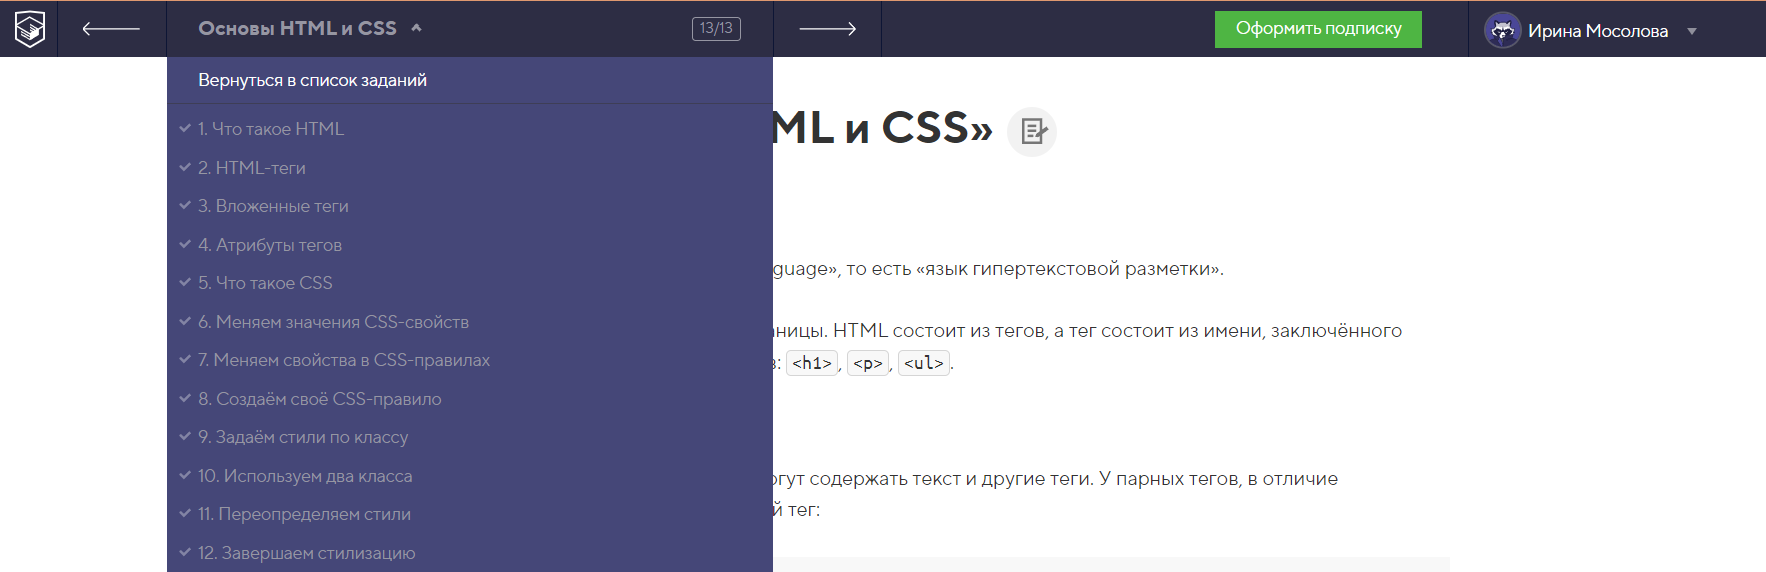 Основы HTML и CSS
13/13
Оформить подписку
Ирина Мосолова
Вернуться в список заданий
1. Что такое HTML
2. HTML-теги
3. Вложенные теги
4. Атрибуты тегов
5. Что такое CSS
6. Меняем значения CSS-свойств
7. Меняем свойства в CSS-правилах
8. Создаём своё CSS-правило
9. Задаём стили по классу
10. Используем два класса
11. Переопределяем стили
12. Завершаем стилизацию
ML и CSS»
guage», то есть «язык гипертекстовой разметки».
аницы. HTML состоит из тегов, а тег состоит из имени, заключённого
в: <h1>, <p>, <ul>.
огут содержать текст и другие теги. У парных тегов, в отличие
й тег: